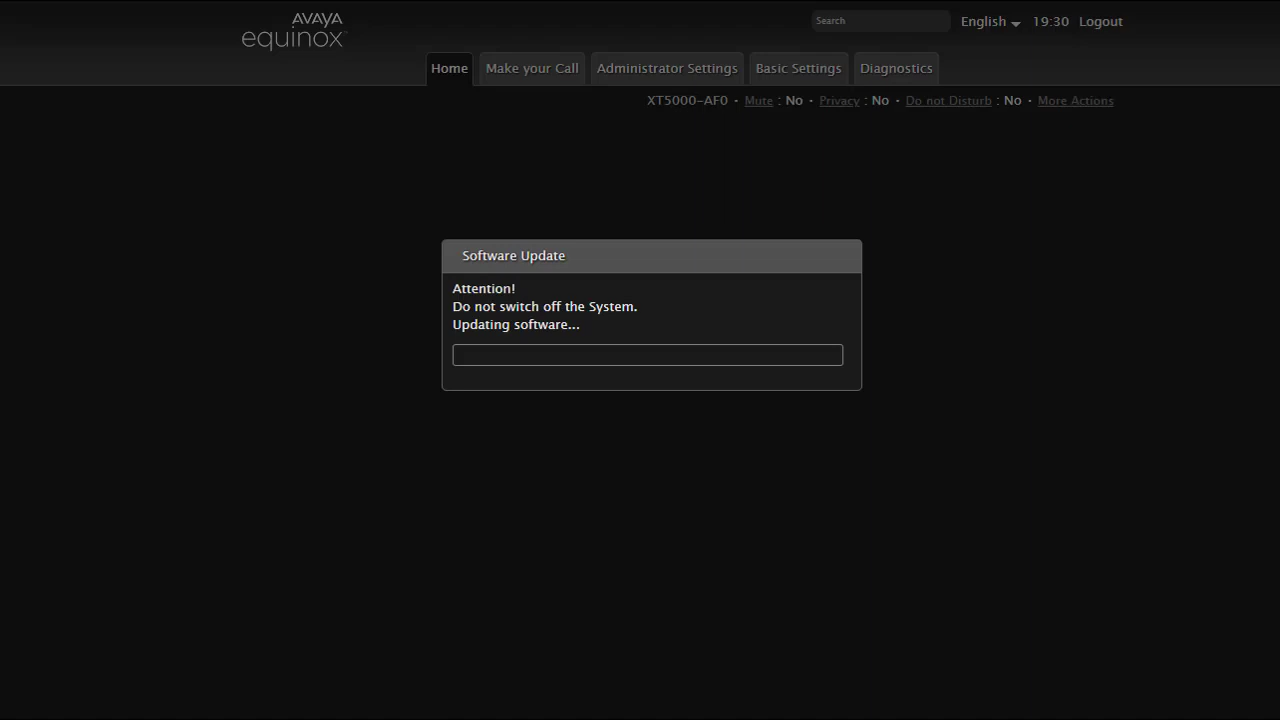 AVAYA
equinox
Search
English
19:30
Logout
Home
Make your Call
Administrator Settings
Basic Settings
Diagnostics
XT5000-AF0 · Mute : No · Privacy : No · Do not Disturb : No · More Actions
Software Update
Attention!
Do not switch off the System.
Updating software...